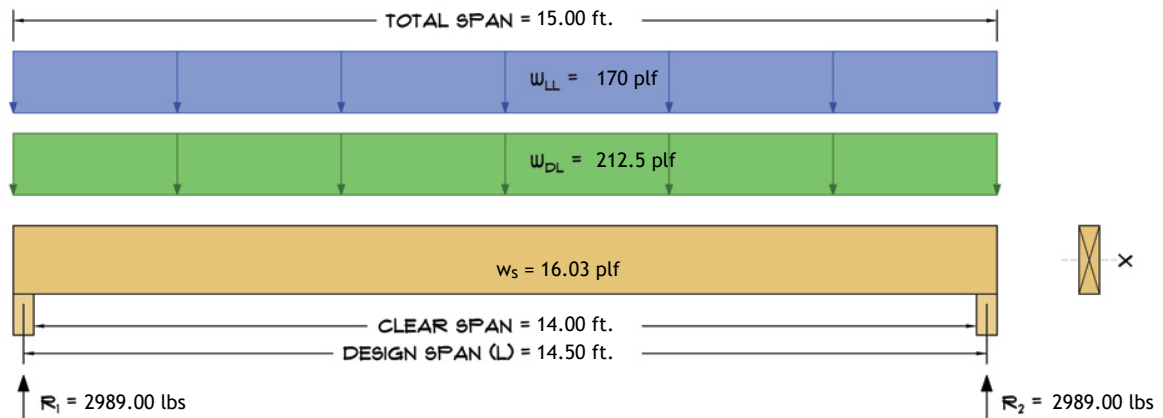 TOTAL SPAN = 15.00 ft.
WLL = 170 plf
WDL = 212.5 plf
ws = 16.03 plf
X
CLEAR SPAN = 14.00 ft.
DESIGN SPAN (L) = 14.50 ft.
R1 = 2989.00 lbs
R2 = 2989.00 lbs